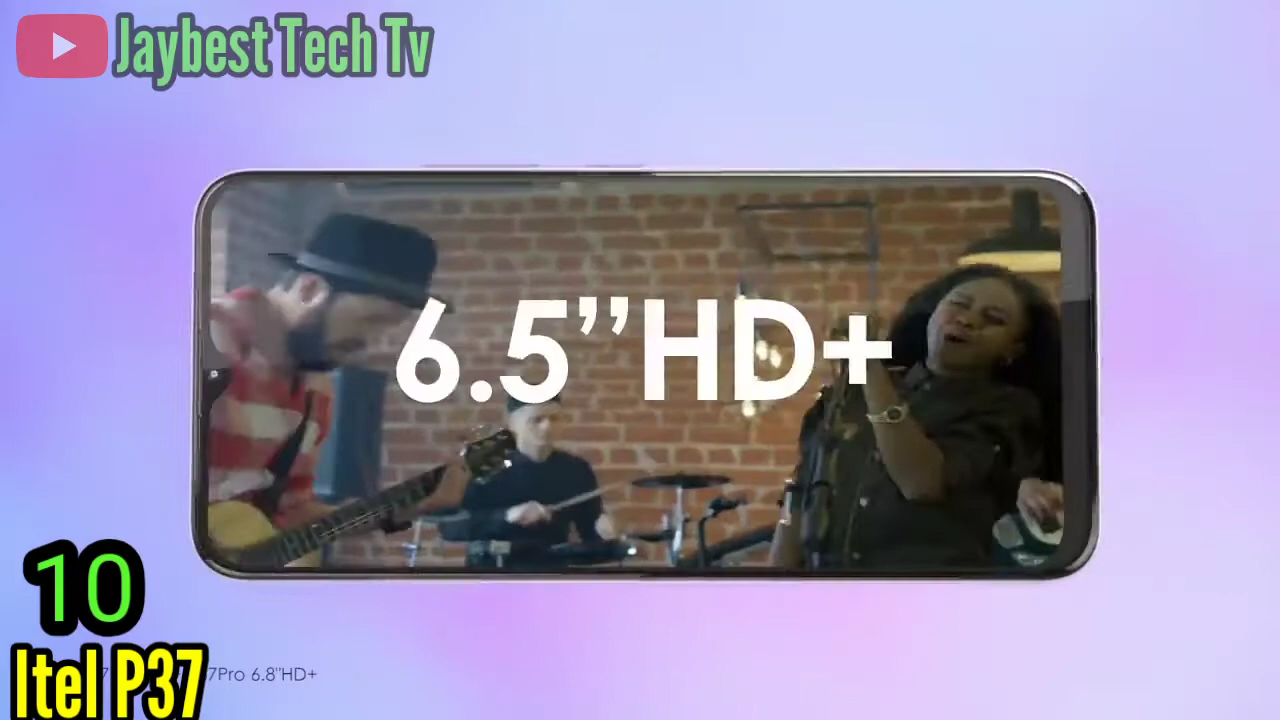 Jaybest Tech Tv
6.5’’HD+
10
7Pro 6.8"HD+
Itel P37